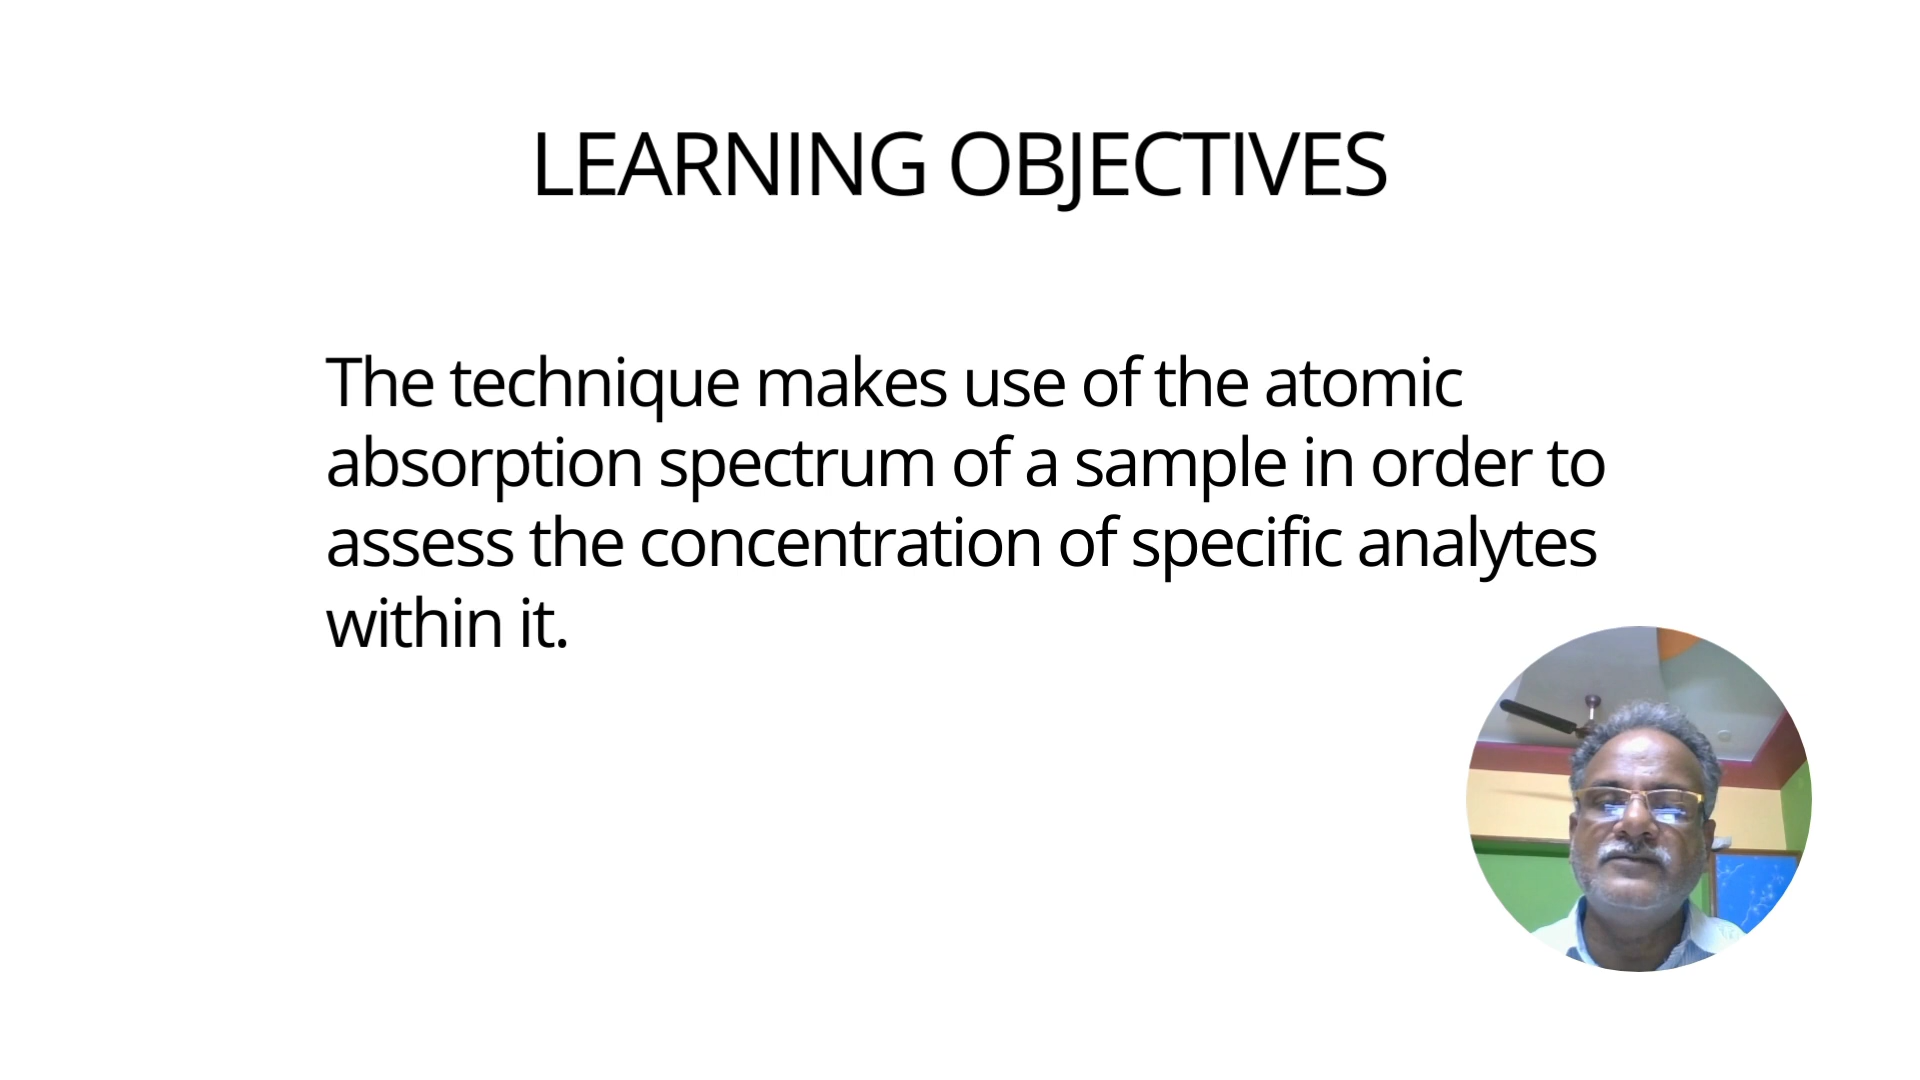 LEARNING OBJECTIVES
The technique makes use of the atomic
absorption spectrum of a sample in order to
assess the concentration of specific analytes
within it.